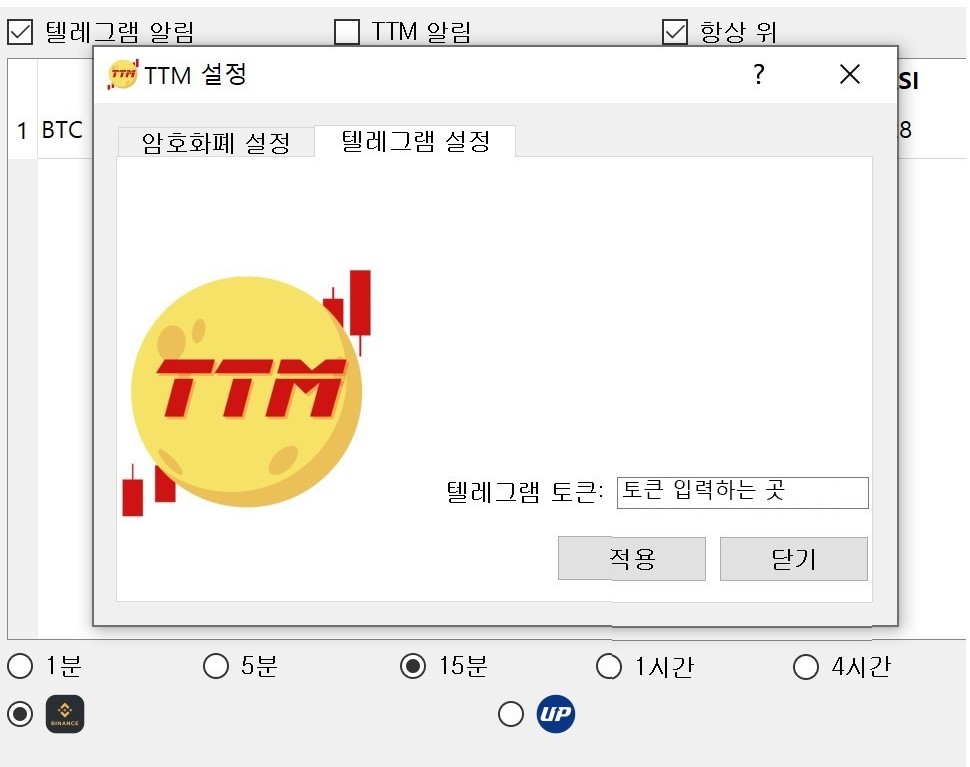 텔레그램 알림 TTM 알림 항상 위
TTM TTM 설정 ?
SI
1 BTC 8
암호화폐 설정 텔레그램 설정
TTM
텔레그램 토큰: 토큰 입력하는 곳
적용 닫기
1분 5분 15분 1시간 4시간
BINANCE UP